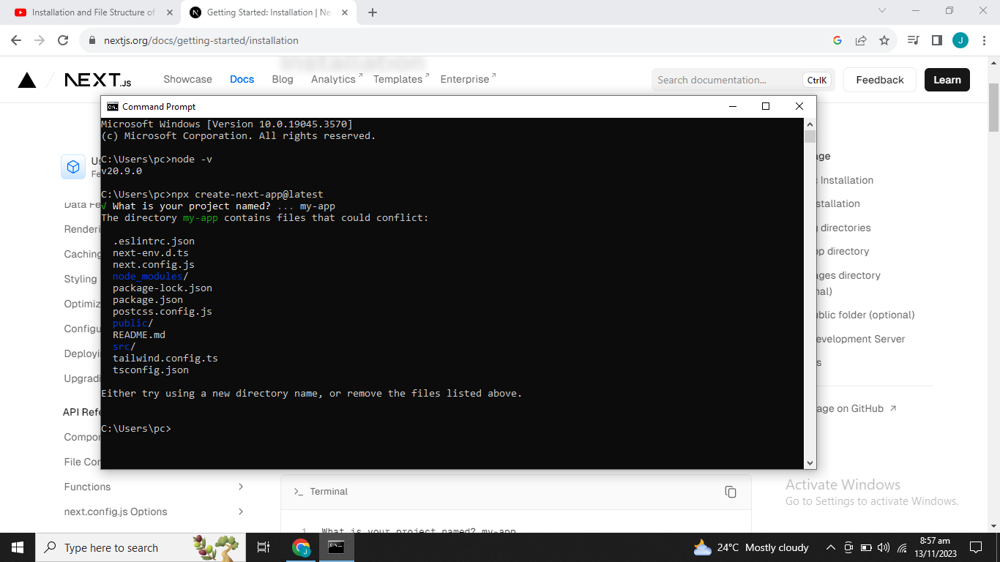 Installation and File Structure of
Getting Started: Installation | Ne
nextjs.org/docs/getting-started/installation
J
Installation
NEXT.JS
Showcase
Docs
Blog
Analytics
Templates
Enterprise
Search documentation...
CtrlK
Feedback
Learn
Command Prompt
Microsoft Windows [Version 10.0.19045.3570]
(c) Microsoft Corporation. All rights reserved.
C:\Users\pc>node -v
v20.9.0
C:\Users\pc>npx create-next-app@latest
√ What is your project named? ... my-app
The directory my-app contains files that could conflict:
.eslintrc.json
next-env.d.ts
next.config.js
node_modules/
package-lock.json
package.json
postcss.config.js
public/
README.md
src/
tailwind.config.ts
tsconfig.json
Either try using a new directory name, or remove the files listed above.
C:\Users\pc>
Us
Fe
Data Fe
Renderi
Caching
Styling
Optimiz
Configu
Deployi
Upgradi
API Refe
Compon
File Con
Functions
next.config.js Options
age
c Installation
stallation
g directories
pp directory
ages directory
nal)
ublic folder (optional)
evelopment Server
s
age on GitHub
Terminal
1 What is your project named? my-app
Activate Windows
Go to Settings to activate Windows.
Type here to search
J
24°C Mostly cloudy
8:57 am
13/11/2023